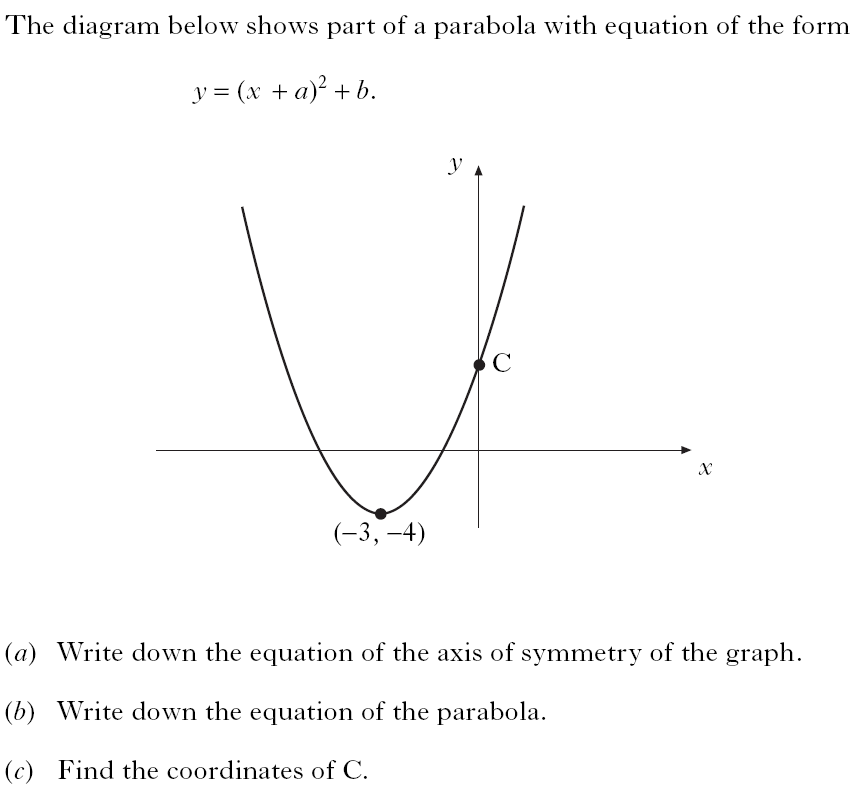 The diagram below shows part of a parabola with equation of the form
y = (x + a)² + b.
y
C
x
(–3, –4)
(a) Write down the equation of the axis of symmetry of the graph.
(b) Write down the equation of the parabola.
(c) Find the coordinates of C.